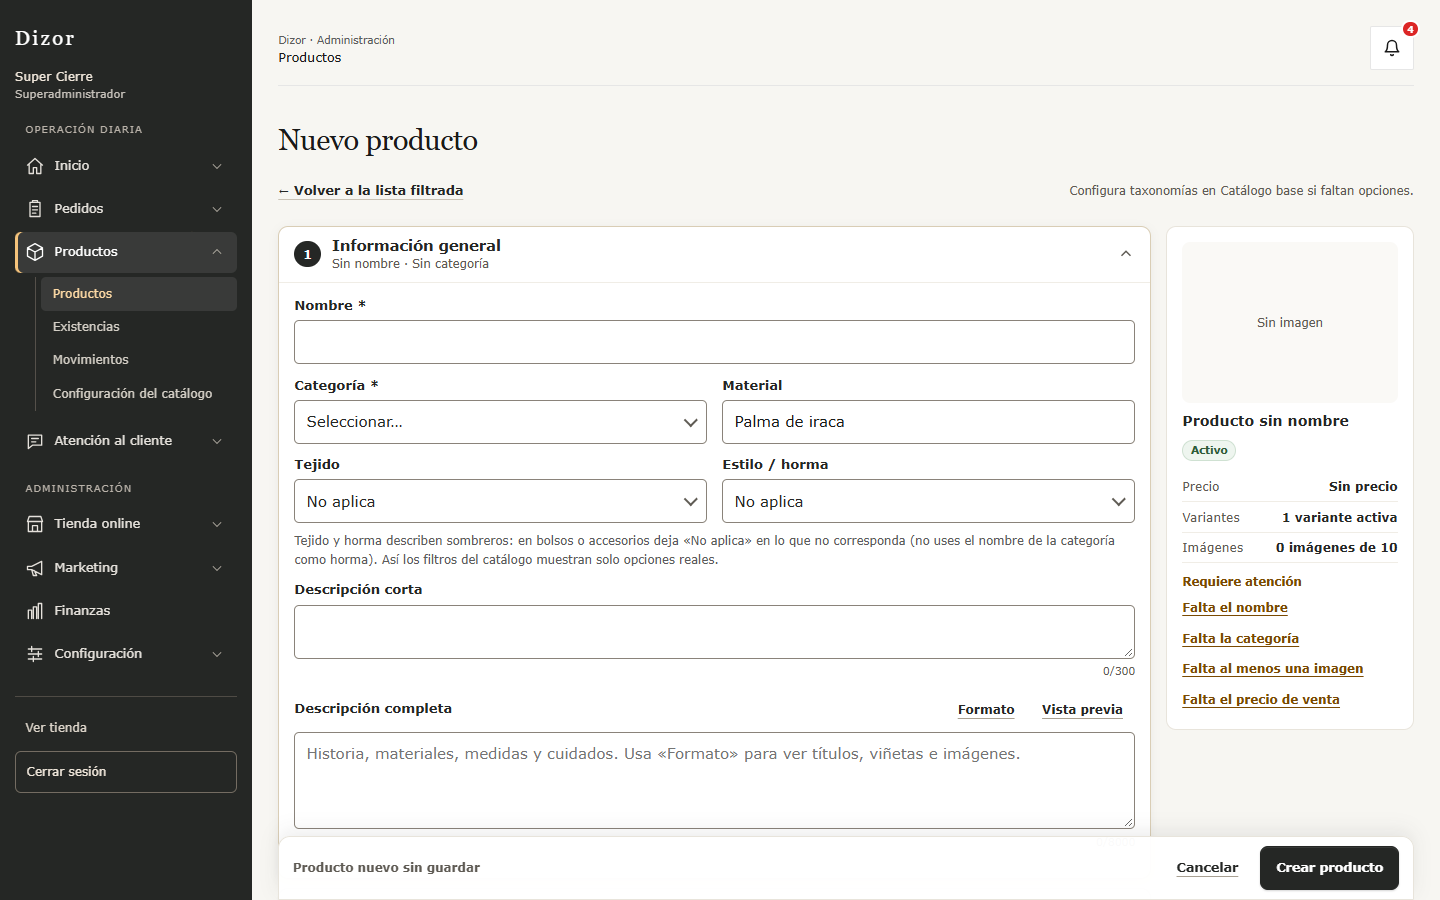 Dizor
Super Cierre
Superadministrador
OPERACIÓN DIARIA
Inicio
Pedidos
Productos
Productos
Existencias
Movimientos
Configuración del catálogo
Atención al cliente
ADMINISTRACIÓN
Tienda online
Marketing
Finanzas
Configuración
Ver tienda
Cerrar sesión
Dizor · Administración
Productos
4
Nuevo producto
← Volver a la lista filtrada
Configura taxonomías en Catálogo base si faltan opciones.
1
Información general
Sin nombre · Sin categoría
Nombre *
Categoría *
Material
Seleccionar...
Palma de iraca
Tejido
Estilo / horma
No aplica
No aplica
Tejido y horma describen sombreros: en bolsos o accesorios deja «No aplica» en lo que no corresponda (no uses el nombre de la categoría
como horma). Así los filtros del catálogo muestran solo opciones reales.
Descripción corta
0/300
Descripción completa
Formato
Vista previa
Historia, materiales, medidas y cuidados. Usa «Formato» para ver títulos, viñetas e imágenes.
Sin imagen
Producto sin nombre
Activo
Precio
Sin precio
Variantes
1 variante activa
Imágenes
0 imágenes de 10
Requiere atención
Falta el nombre
Falta la categoría
Falta al menos una imagen
Falta el precio de venta
Producto nuevo sin guardar
Cancelar
Crear producto